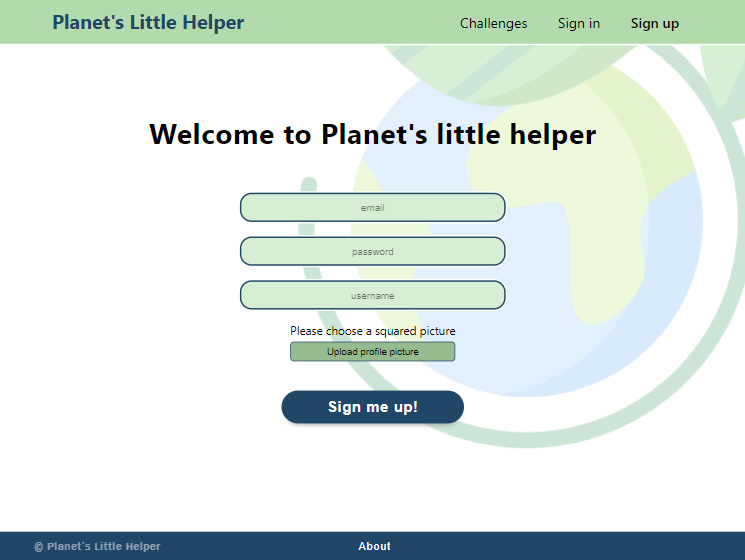 Planet's Little Helper
Challenges
Sign in
Sign up
Welcome to Planet's little helper
email
password
username
Please choose a squared picture
Upload profile picture
Sign me up!
© Planet's Little Helper
About